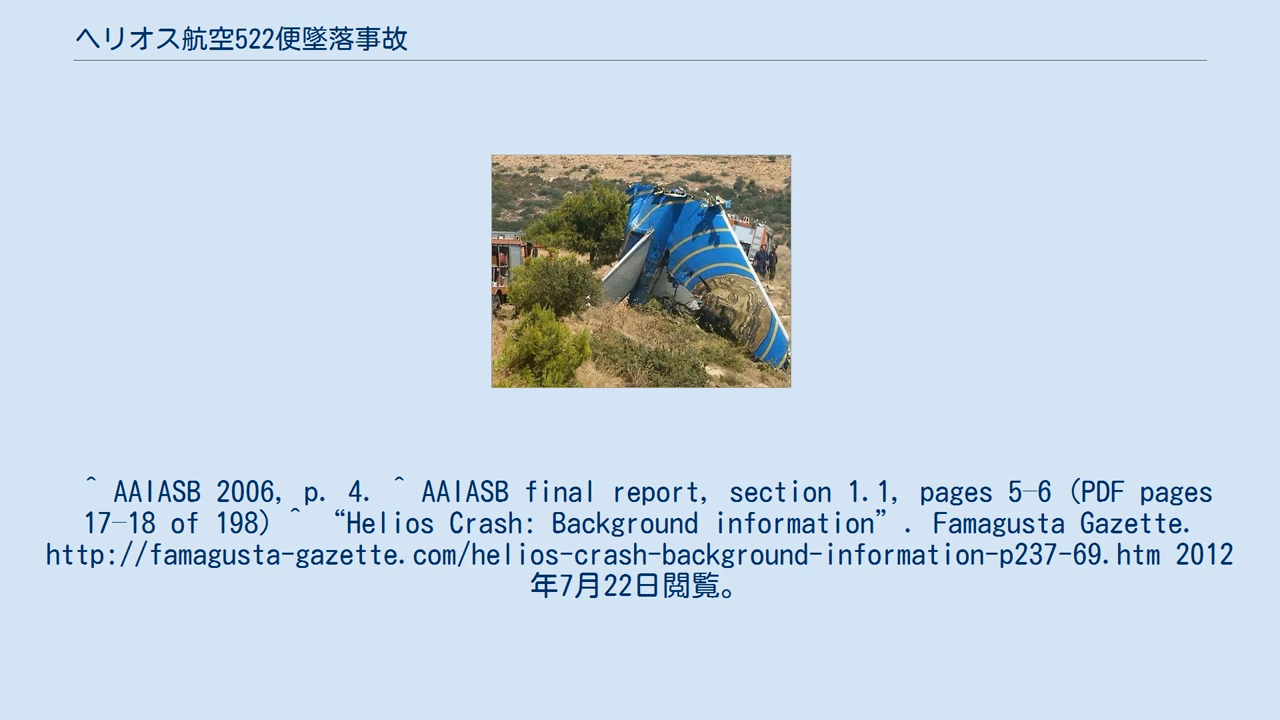 ヘリオス航空522便墜落事故
^ AAIASB 2006, p. 4. ^ AAIASB final report, section 1.1, pages 5–6 (PDF pages
17–18 of 198) ^ “Helios Crash: Background information”. Famagusta Gazette.
http://famagusta-gazette.com/helios-crash-background-information-p237-69.htm 2012
年7月22日閲覧。